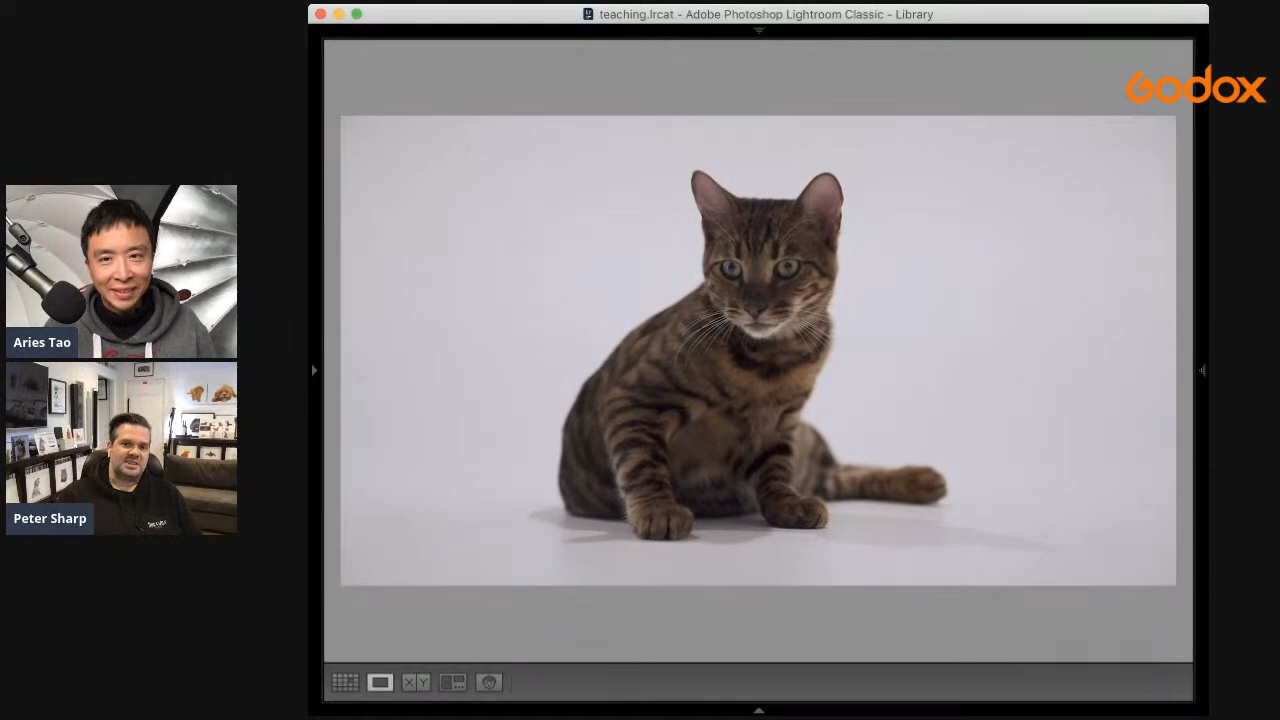 teaching.lrcat - Adobe Photoshop Lightroom Classic - Library
Godox
Aries Tao
Peter Sharp
X Y